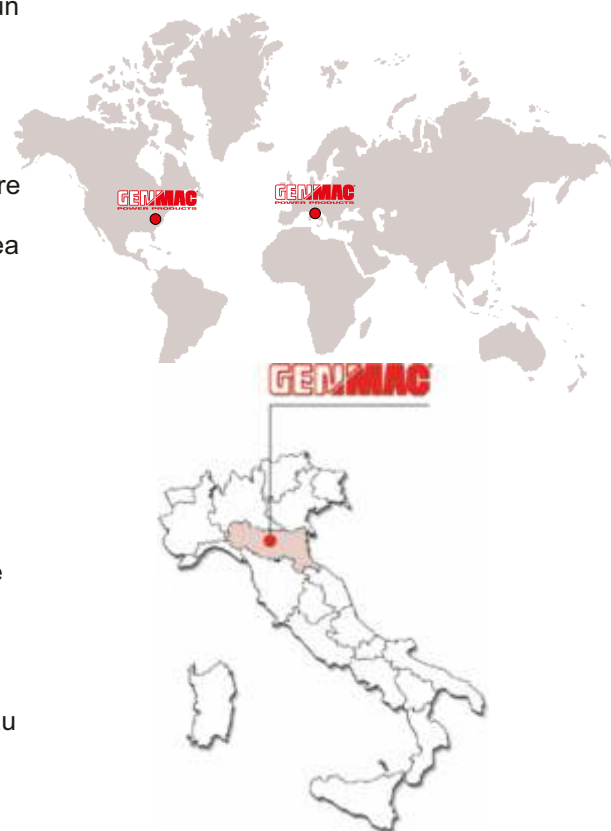 un
re
ea
GENMAC
POWER PRODUCTS
GENMAC
POWER PRODUCTS
GENMAC
e
u